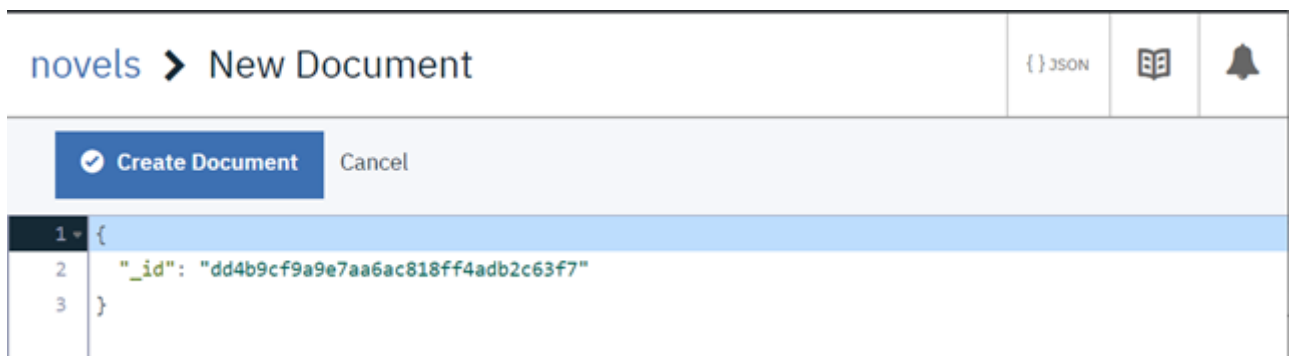 novels > New Document
{ } JSON
Create Document Cancel
1 {
2 "_id": "dd4b9cf9a9e7aa6ac818ff4adb2c63f7"
3 }